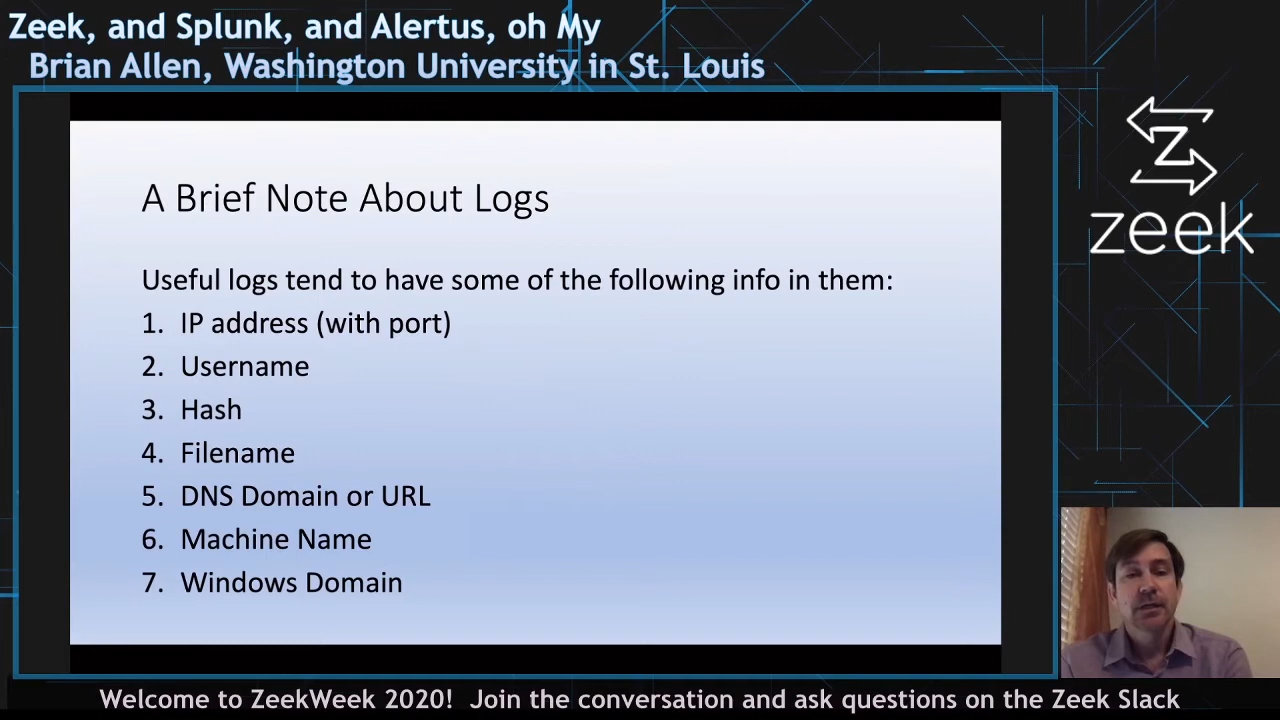 Zeek, and Splunk, and Alertus, oh My
Brian Allen, Washington University in St. Louis
A Brief Note About Logs
Useful logs tend to have some of the following info in them:
1. IP address (with port)
2. Username
3. Hash
4. Filename
5. DNS Domain or URL
6. Machine Name
7. Windows Domain
Z
zeek
Welcome to ZeekWeek 2020! Join the conversation and ask questions on the Zeek Slack